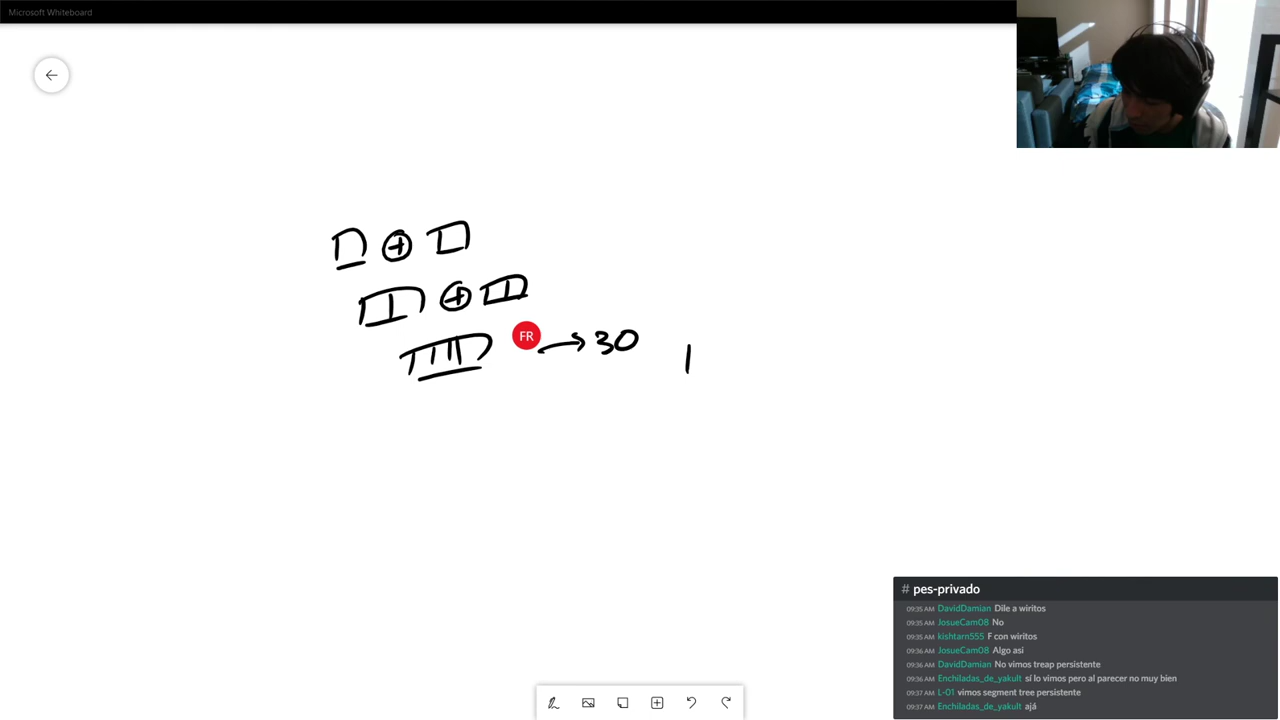 Microsoft Whiteboard
FR
30
# pes-privado
09:35 AM DavidDamian Dile a wiritos
09:35 AM JosueCam08 No
09:35 AM kishtarn555 F con wiritos
09:36 AM JosueCam08 Algo asi
09:36 AM DavidDamian No vimos treap persistente
09:36 AM Enchiladas_de_yakult sí lo vimos pero al parecer no muy bien
09:37 AM L-01 vimos segment tree persistente
09:37 AM Enchiladas_de_yakult ajá